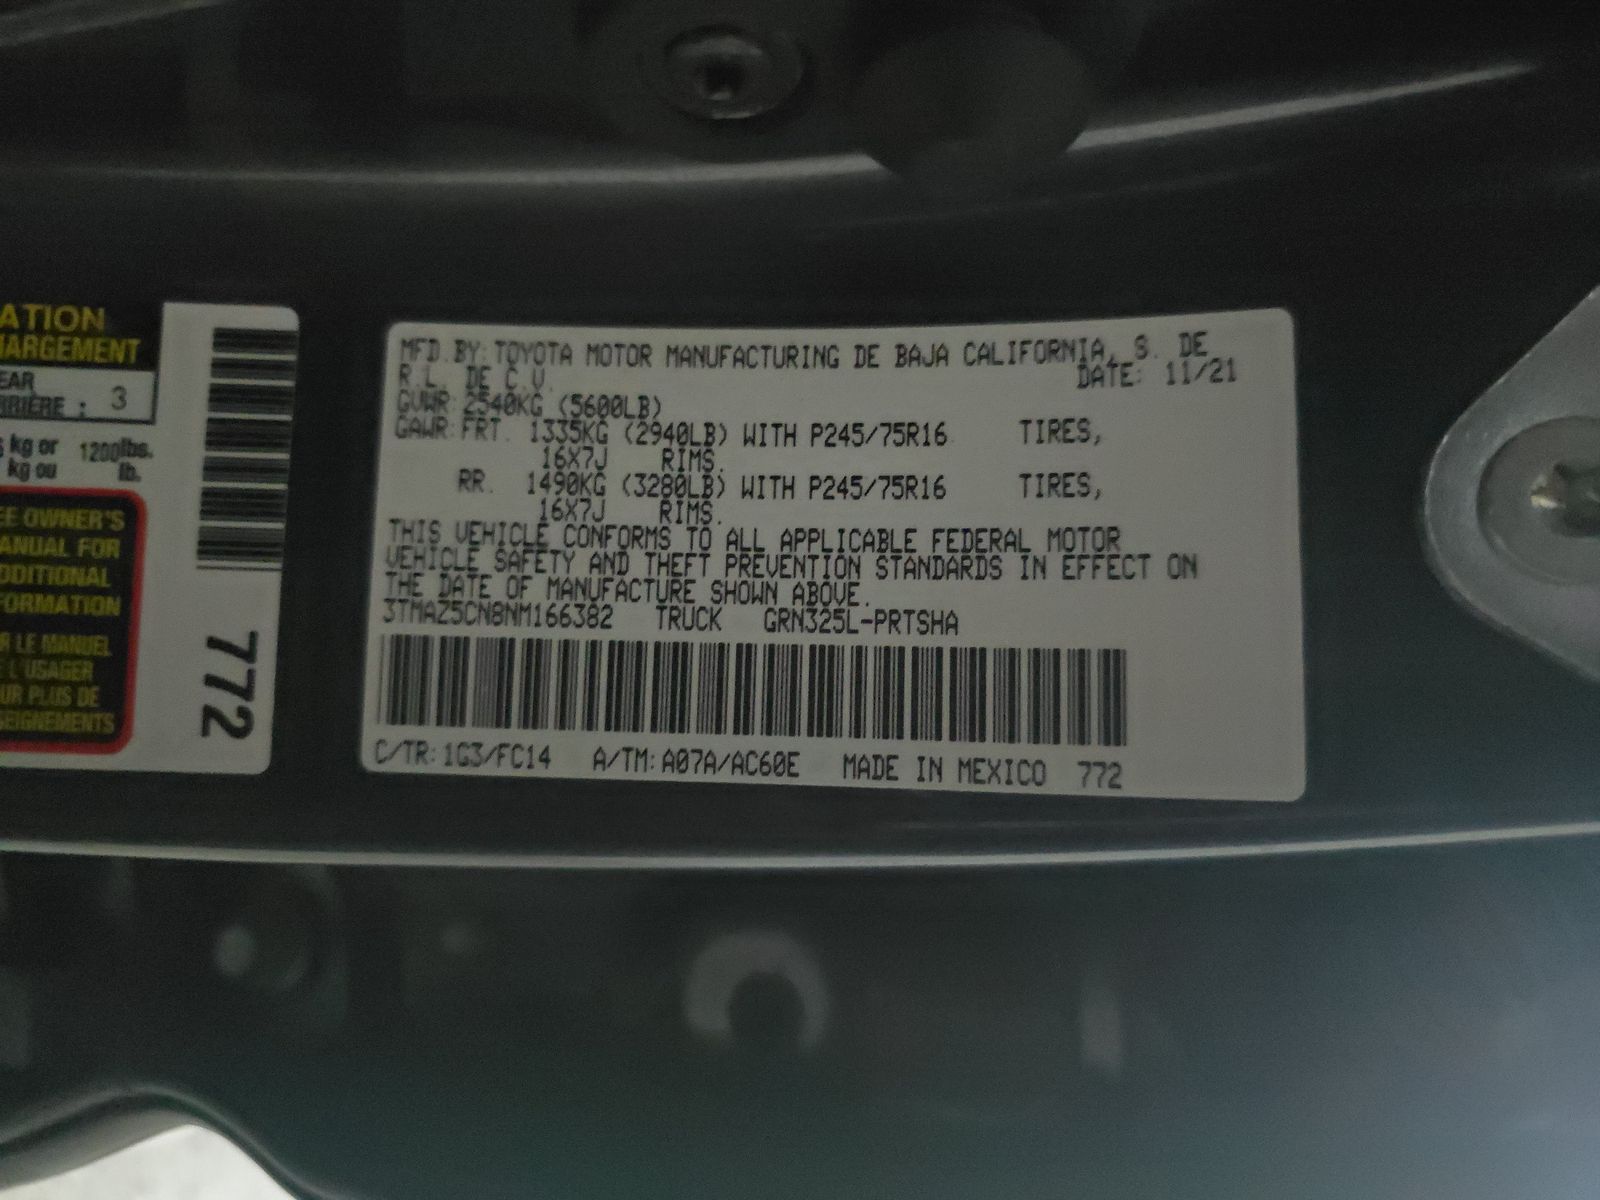 ATION
HARGEMENT
EAR
RRIÈRE : 3
kg or 1200lbs.
kg ou lb.
EE OWNER'S
ANUAL FOR
DDITIONAL
FORMATION
R LE MANUEL
L'USAGER
UR PLUS DE
SEIGNEMENTS
772
MFD. BY: TOYOTA MOTOR MANUFACTURING DE BAJA CALIFORNIA, S. DE
R.L. DE C.V. DATE: 11/21
GVWR: 2540KG (5600LB)
GAWR: FRT. 1335KG (2940LB) WITH P245/75R16 TIRES,
16X7J RIMS.
RR. 1490KG (3280LB) WITH P245/75R16 TIRES,
16X7J RIMS.
THIS VEHICLE CONFORMS TO ALL APPLICABLE FEDERAL MOTOR
VEHICLE SAFETY AND THEFT PREVENTION STANDARDS IN EFFECT ON
THE DATE OF MANUFACTURE SHOWN ABOVE.
3TMAZ5CN8NM166382 TRUCK GRN325L-PRTSHA
C/TR: 1G3/FC14 A/TM: A07A/AC60E MADE IN MEXICO 772